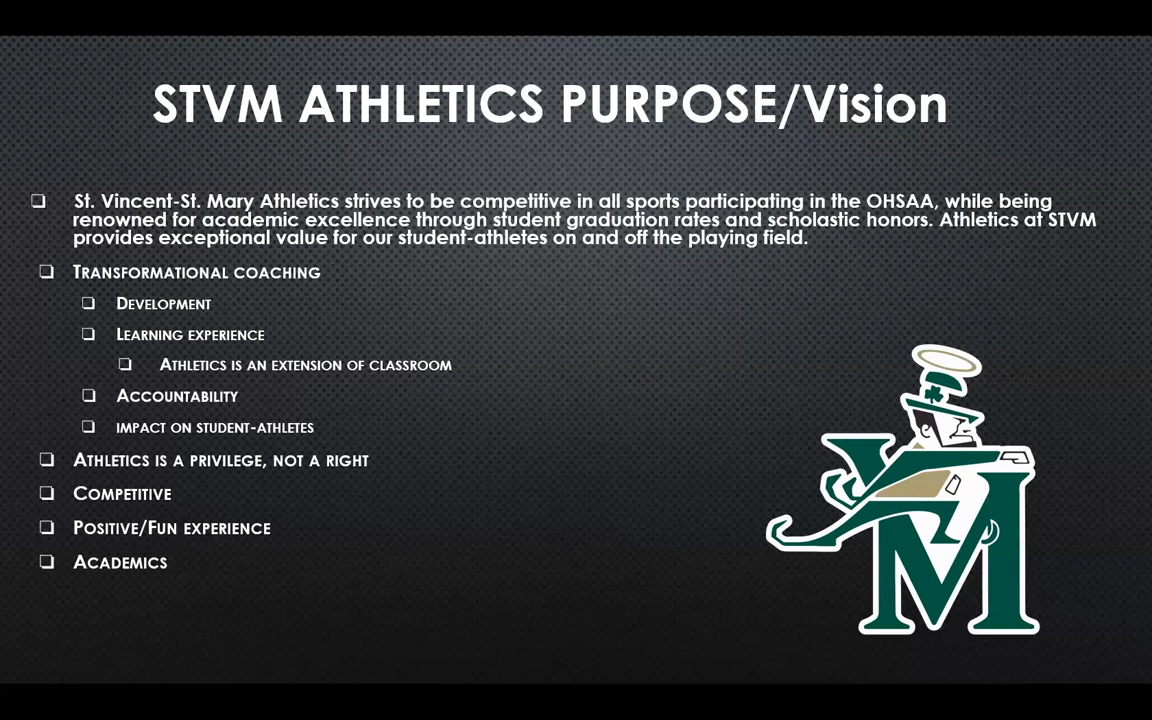 STVM ATHLETICS PURPOSE/Vision
St. Vincent-St. Mary Athletics strives to be competitive in all sports participating in the OHSAA, while being
renowned for academic excellence through student graduation rates and scholastic honors. Athletics at STVM
provides exceptional value for our student-athletes on and off the playing field.
Transformational coaching
Development
Learning experience
Athletics is an extension of classroom
Accountability
impact on student-athletes
Athletics is a privilege, not a right
Competitive
Positive/Fun experience
Academics
VM